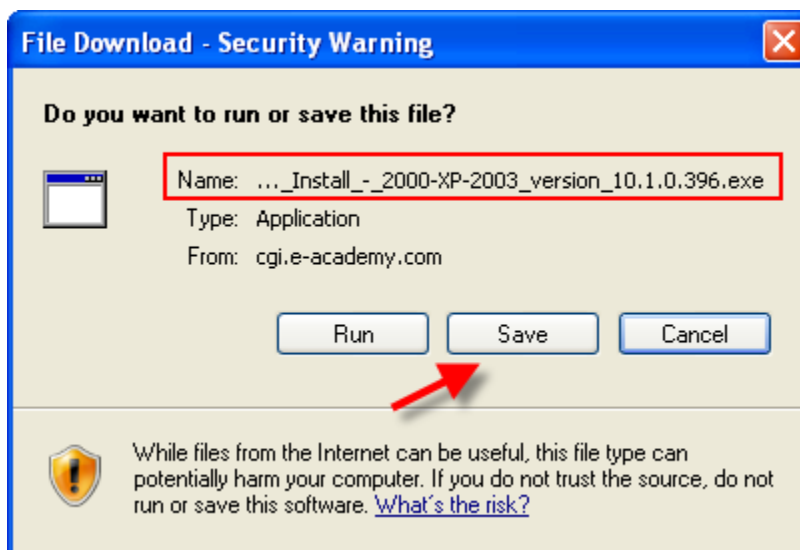 File Download - Security Warning
Do you want to run or save this file?
Name: ..._Install_-_2000-XP-2003_version_10.1.0.396.exe
Type: Application
From: cgi.e-academy.com
Run Save Cancel
While files from the Internet can be useful, this file type can
potentially harm your computer. If you do not trust the source, do not
run or save this software. What's the risk?